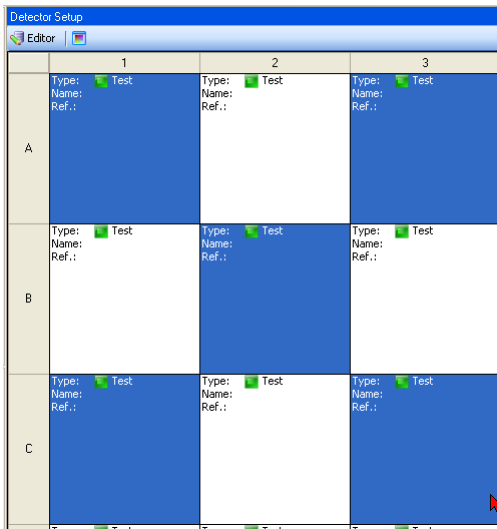 Detector Setup
Editor
1 2 3
A
Type: Test Type: Test Type: Test
Name: Name: Name:
Ref.: Ref.: Ref.:
B
Type: Test Type: Test Type: Test
Name: Name: Name:
Ref.: Ref.: Ref.:
C
Type: Test Type: Test Type: Test
Name: Name: Name:
Ref.: Ref.: Ref.: